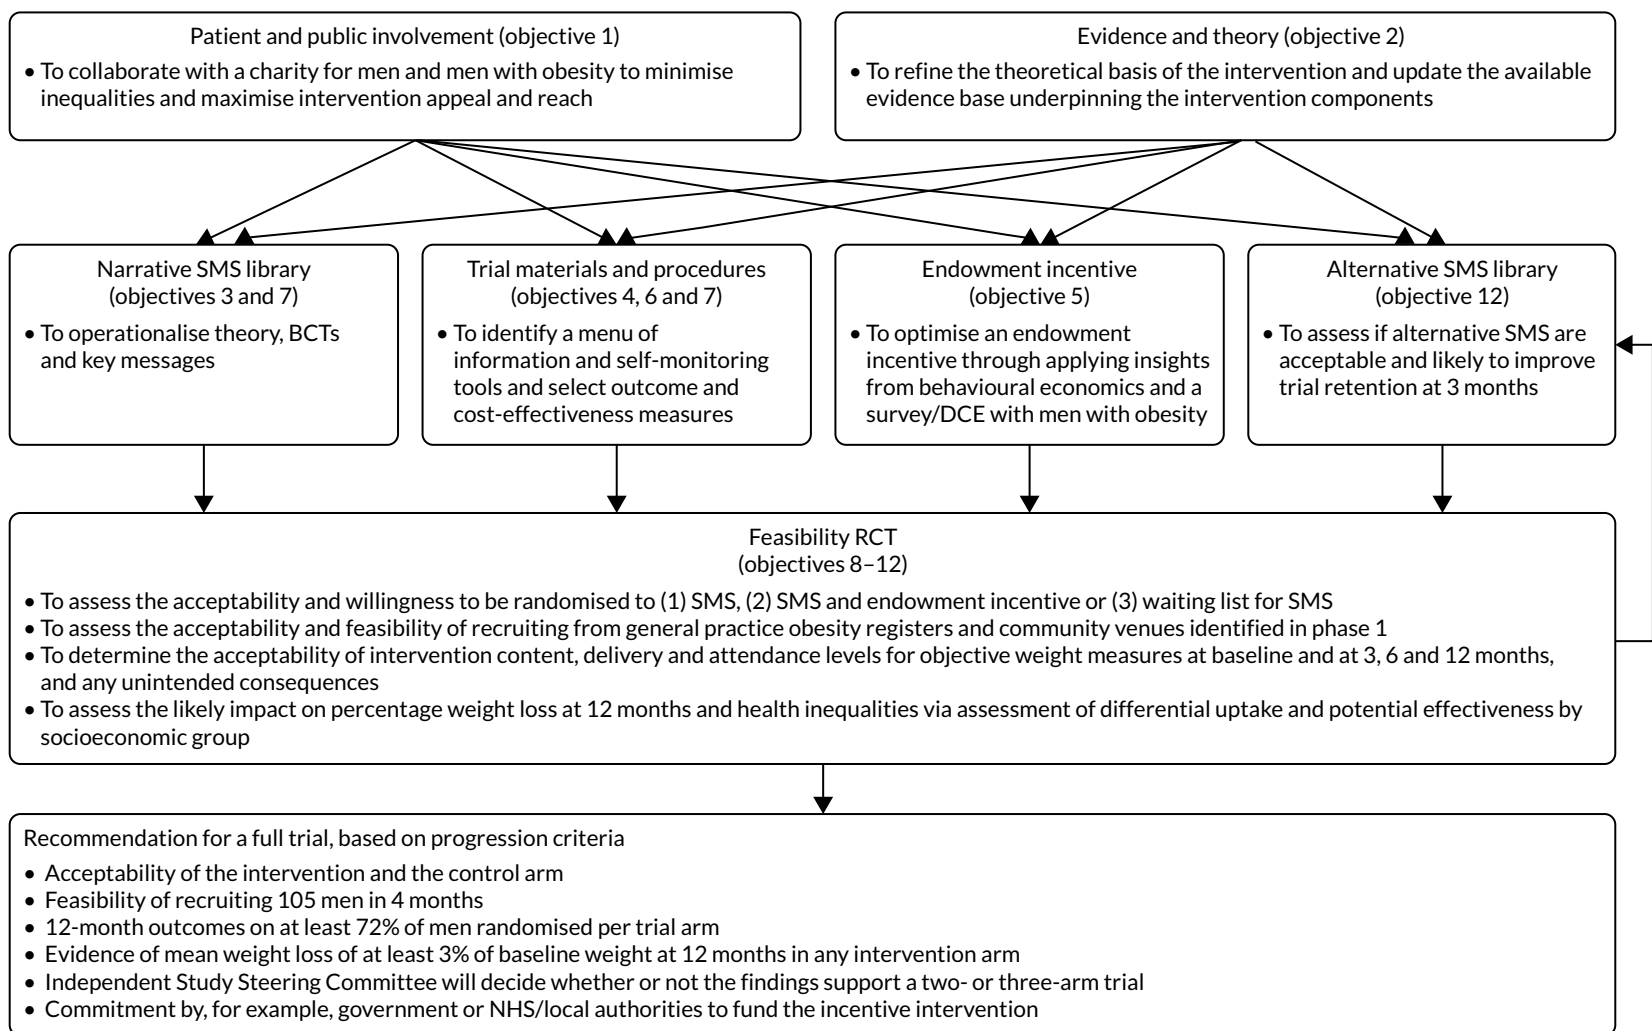 Patient and public involvement (objective 1)
• To collaborate with a charity for men and men with obesity to minimise
inequalities and maximise intervention appeal and reach
Evidence and theory (objective 2)
• To refine the theoretical basis of the intervention and update the available
evidence base underpinning the intervention components
Narrative SMS library
(objectives 3 and 7)
• To operationalise theory, BCTs
and key messages
Trial materials and procedures
(objectives 4, 6 and 7)
• To identify a menu of
information and self-monitoring
tools and select outcome and
cost-effectiveness measures
Endowment incentive
(objective 5)
• To optimise an endowment
incentive through applying insights
from behavioural economics and a
survey/DCE with men with obesity
Alternative SMS library
(objective 12)
• To assess if alternative SMS are
acceptable and likely to improve
trial retention at 3 months
Feasibility RCT
(objectives 8–12)
• To assess the acceptability and willingness to be randomised to (1) SMS, (2) SMS and endowment incentive or (3) waiting list for SMS
• To assess the acceptability and feasibility of recruiting from general practice obesity registers and community venues identified in phase 1
• To determine the acceptability of intervention content, delivery and attendance levels for objective weight measures at baseline and at 3, 6 and 12 months,
and any unintended consequences
• To assess the likely impact on percentage weight loss at 12 months and health inequalities via assessment of differential uptake and potential effectiveness by
socioeconomic group
Recommendation for a full trial, based on progression criteria
• Acceptability of the intervention and the control arm
• Feasibility of recruiting 105 men in 4 months
• 12-month outcomes on at least 72% of men randomised per trial arm
• Evidence of mean weight loss of at least 3% of baseline weight at 12 months in any intervention arm
• Independent Study Steering Committee will decide whether or not the findings support a two- or three-arm trial
• Commitment by, for example, government or NHS/local authorities to fund the incentive intervention